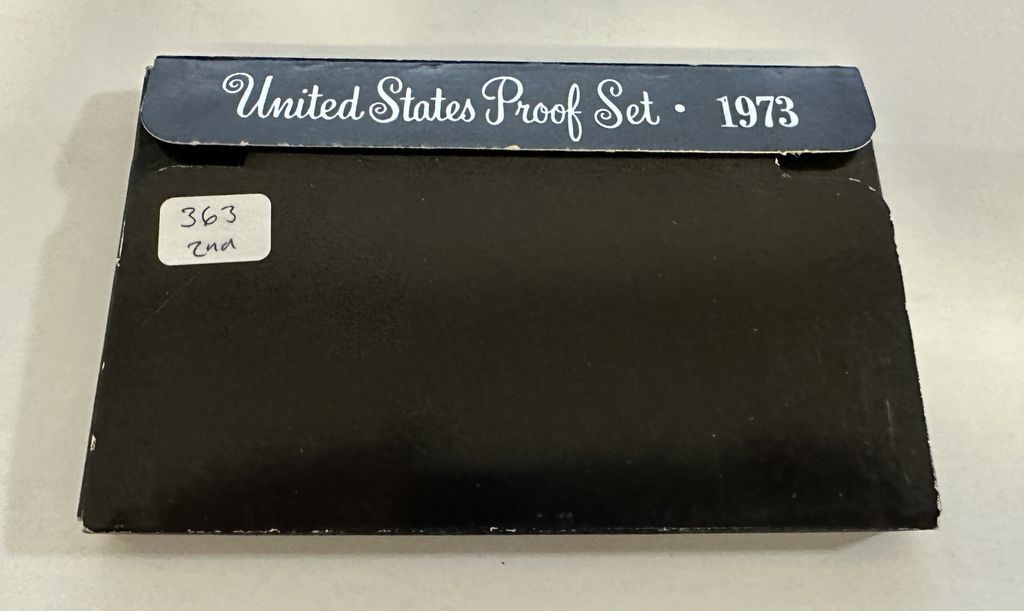 United States Proof Set • 1973
363
2nd